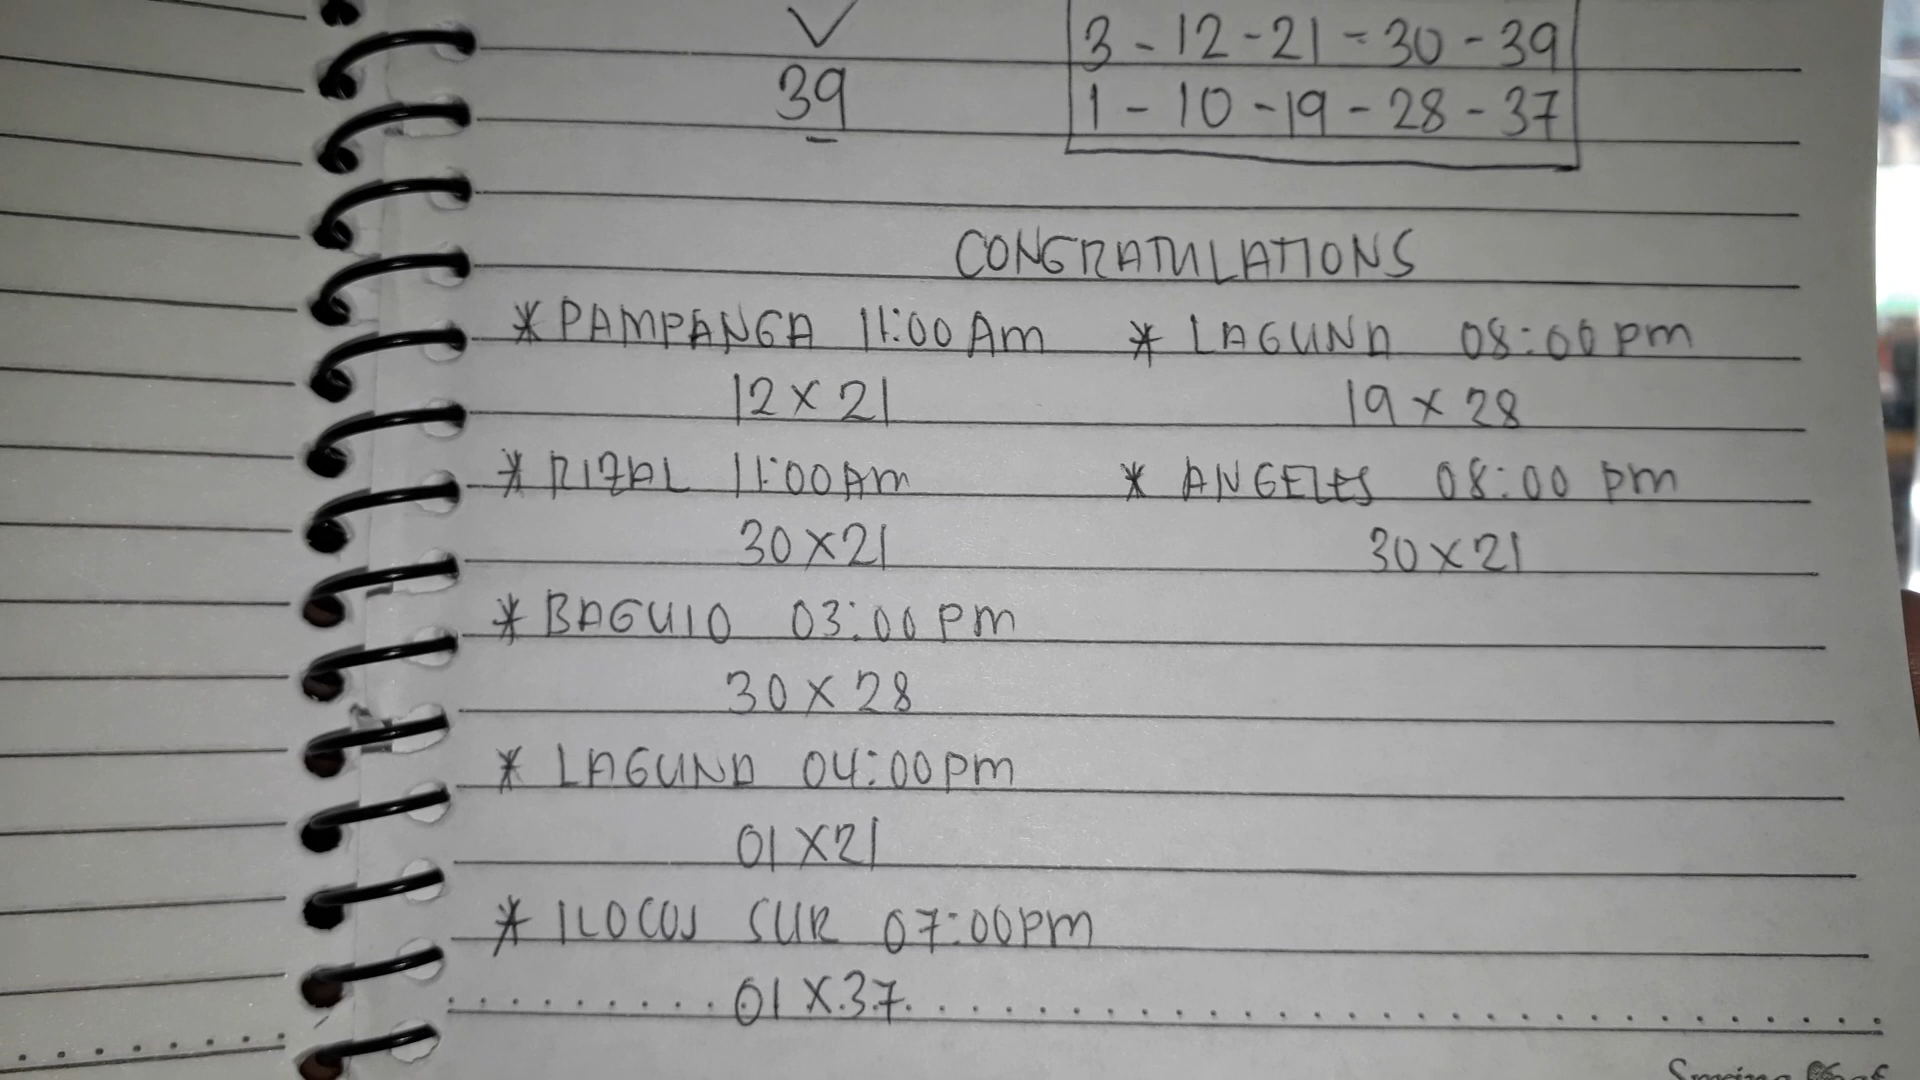 3 - 12 - 21 - 30 - 39
39
1 - 10 - 19 - 28 - 37
CONGRATULATIONS
* PAMPANGA 11:00 Am
12 x 21
* RIZAL 11:00 Am
30 x 21
* BAGUIO 03:00 pm
30 x 28
* LAGUNA 04:00 pm
01 x 21
* ILOCOS SUR 07:00 pm
01 x 37
* LAGUNA 08:00 pm
19 x 28
* ANGELES 08:00 pm
30 x 21